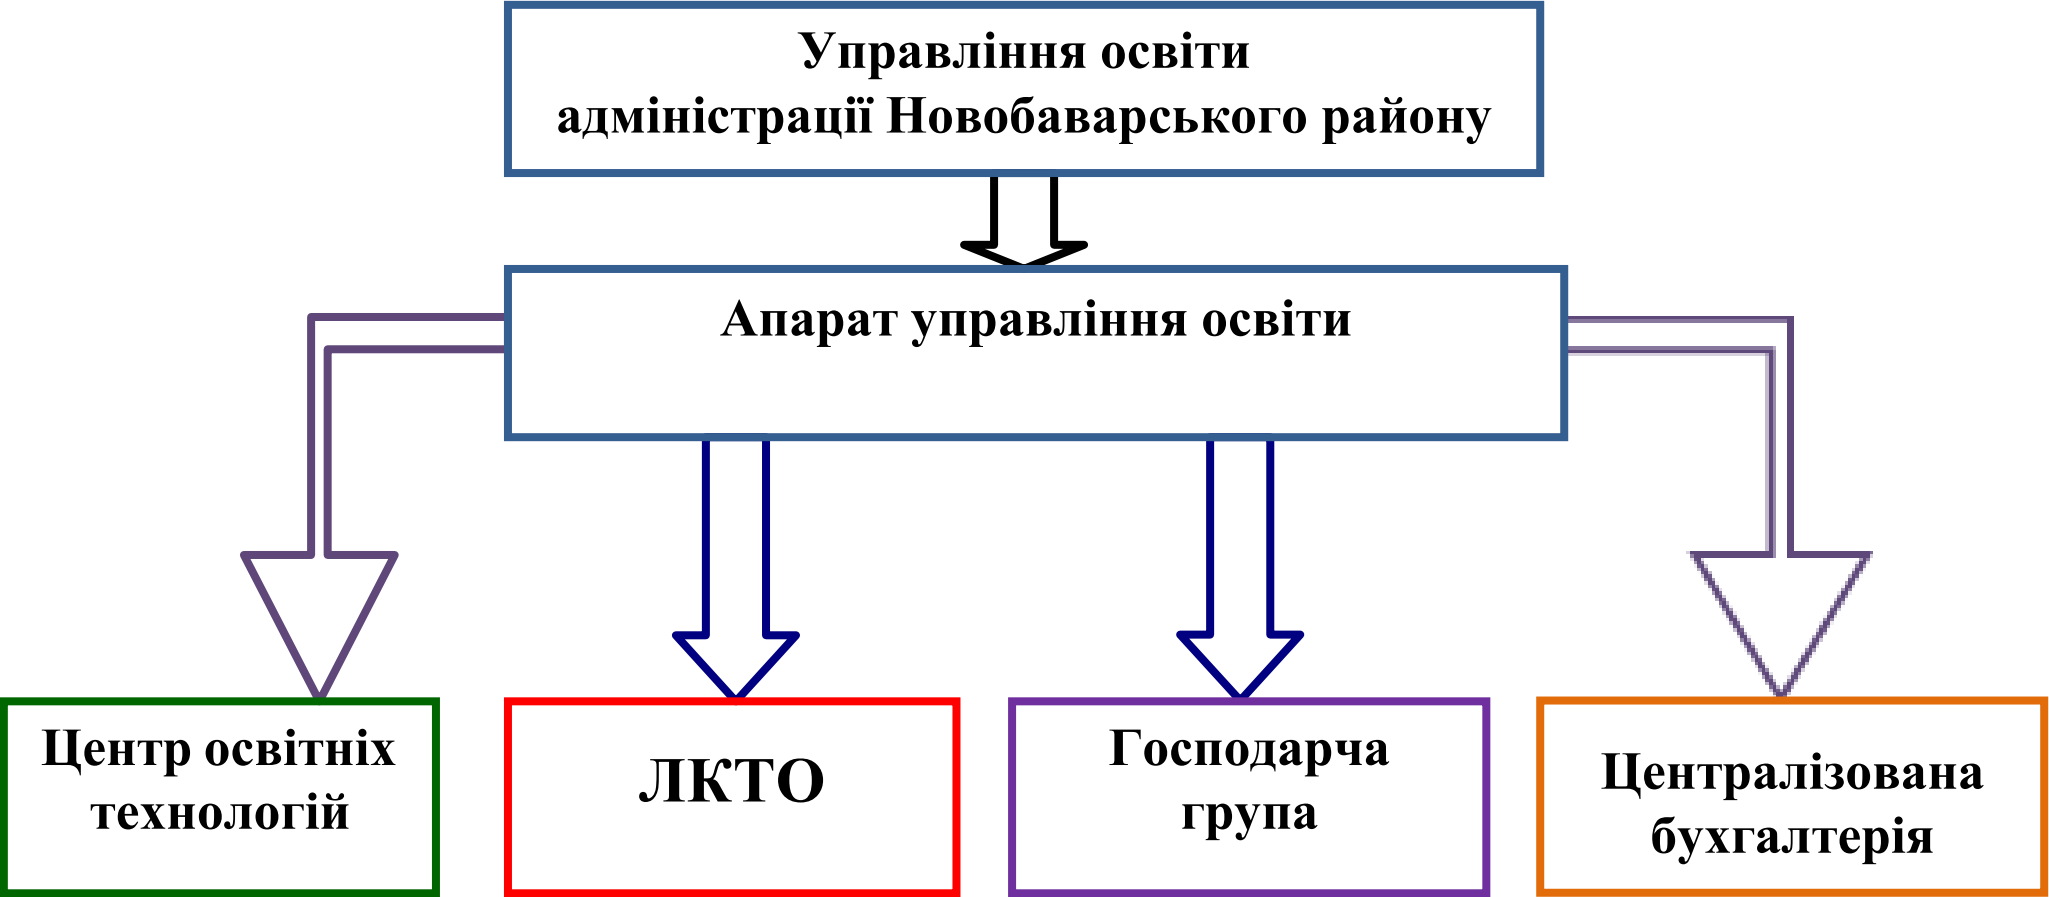 Управління освіти
адміністрації Новобаварського району
Апарат управління освіти
Центр освітніх
технологій
ЛКТО
Господарча
група
Централізована
бухгалтерія